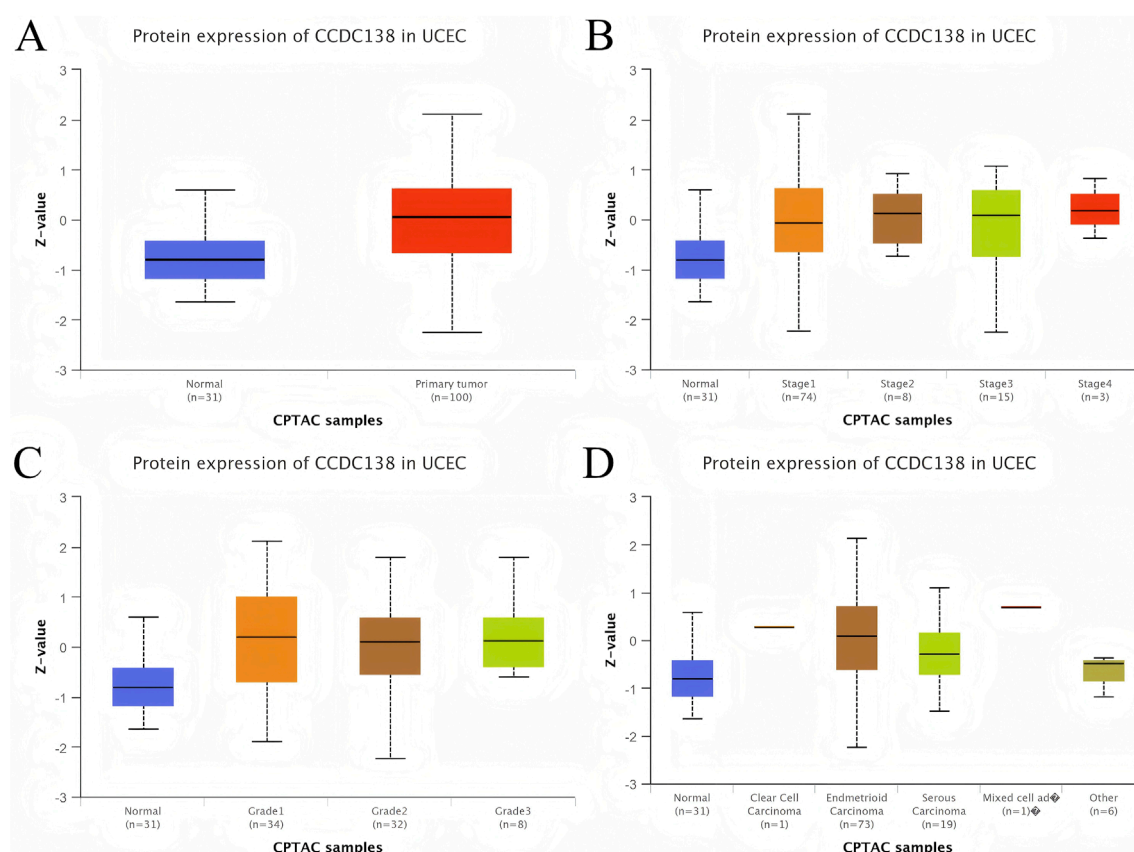 A
Protein expression of CCDC138 in UCEC
Z-value
3
2
1
0
-1
-2
-3
Normal
(n=31)
Primary tumor
(n=100)
CPTAC samples
B
Protein expression of CCDC138 in UCEC
Z-value
3
2
1
0
-1
-2
-3
Normal
(n=31)
Stage1
(n=74)
Stage2
(n=8)
Stage3
(n=15)
Stage4
(n=3)
CPTAC samples
C
Protein expression of CCDC138 in UCEC
Z-value
3
2
1
0
-1
-2
-3
Normal
(n=31)
Grade1
(n=34)
Grade2
(n=32)
Grade3
(n=8)
CPTAC samples
D
Protein expression of CCDC138 in UCEC
Z-value
3
2
1
0
-1
-2
-3
Normal
(n=31)
Clear Cell
Carcinoma
(n=1)
Endmetrioid
Carcinoma
(n=73)
Serous
Carcinoma
(n=19)
Mixed cell ad�
(n=1)�
Other
(n=6)
CPTAC samples